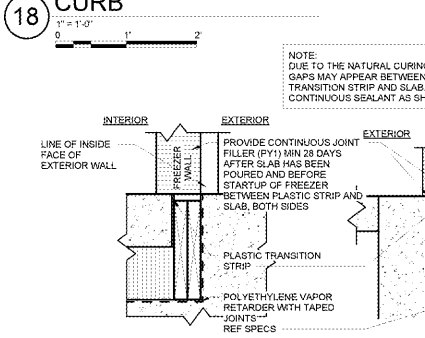 18 CURB
1" = 1'-0"
0 1' 2'
NOTE:
DUE TO THE NATURAL CURING
GAPS MAY APPEAR BETWEEN
TRANSITION STRIP AND SLAB.
CONTINUOUS SEALANT AS SH
INTERIOR EXTERIOR
EXTERIOR
LINE OF INSIDE
FACE OF
EXTERIOR WALL
FREEZER
WALL
PROVIDE CONTINUOUS JOINT
FILLER (PY1) MIN 28 DAYS
AFTER SLAB HAS BEEN
POURED AND BEFORE
STARTUP OF FREEZER
BETWEEN PLASTIC STRIP AND
SLAB, BOTH SIDES
PLASTIC TRANSITION
STRIP
POLYETHYLENE VAPOR
RETARDER WITH TAPED
JOINTS
REF SPECS